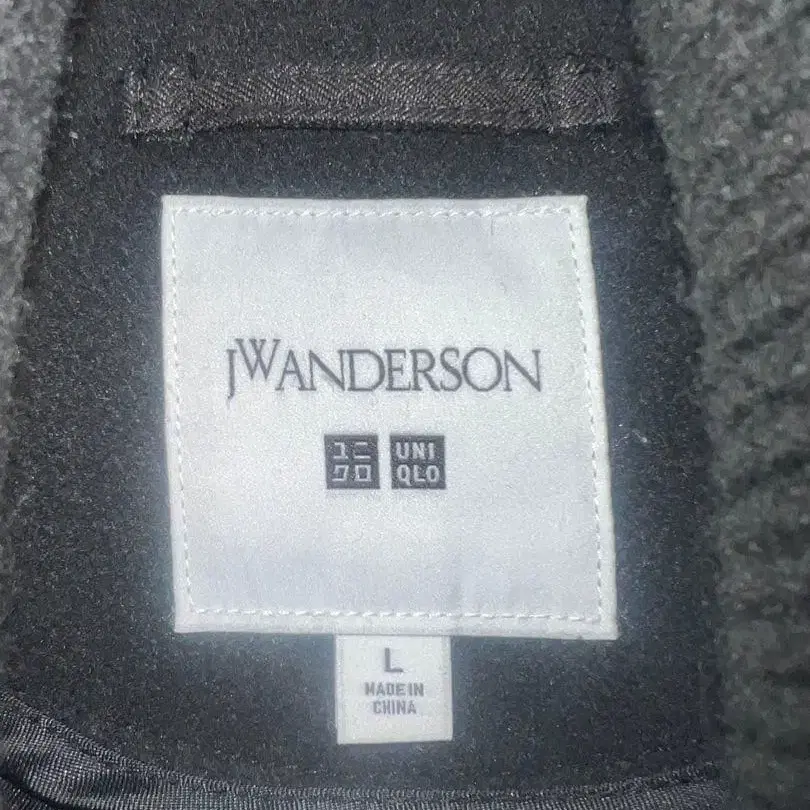 JWANDERSON
ユニ UNI
クロ QLO
L
MADE IN
CHINA